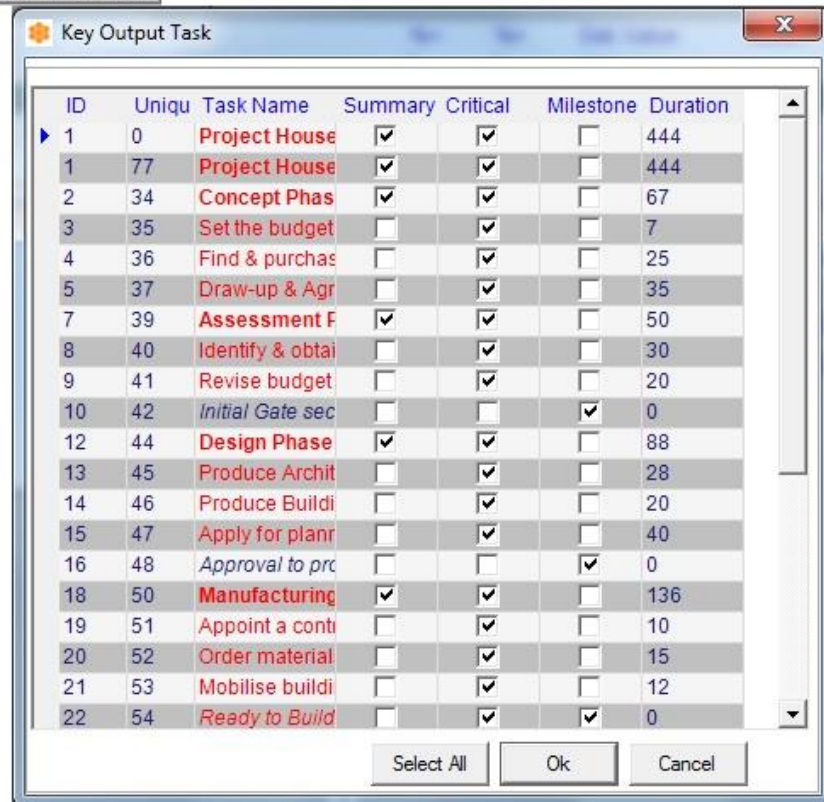 Key Output Task
ID Uniqu Task Name Summary Critical Milestone Duration
1 0 Project House 444
1 77 Project House 444
2 34 Concept Phas 67
3 35 Set the budget 7
4 36 Find & purchas 25
5 37 Draw-up & Agr 35
7 39 Assessment P 50
8 40 Identify & obtai 30
9 41 Revise budget 20
10 42 Initial Gate sec 0
12 44 Design Phase 88
13 45 Produce Archit 28
14 46 Produce Buildi 20
15 47 Apply for plann 40
16 48 Approval to pro 0
18 50 Manufacturing 136
19 51 Appoint a contr 10
20 52 Order material 15
21 53 Mobilise buildi 12
22 54 Ready to Build 0
Select All Ok Cancel